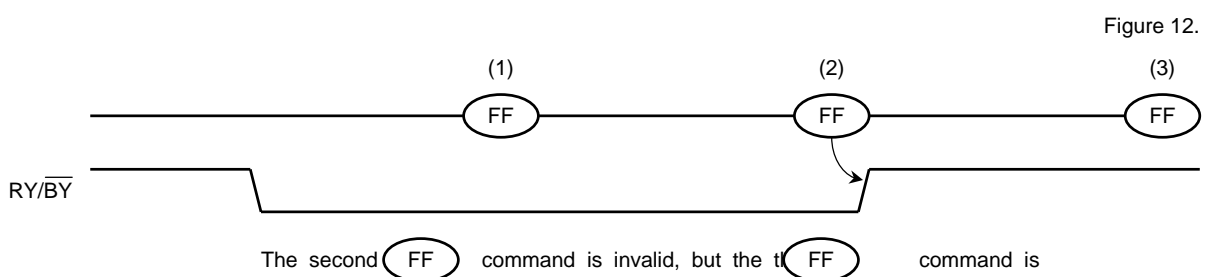 Figure 12.
(1) (2) (3)
FF FF FF
RY/BY
The second FF command is invalid, but the FF command is